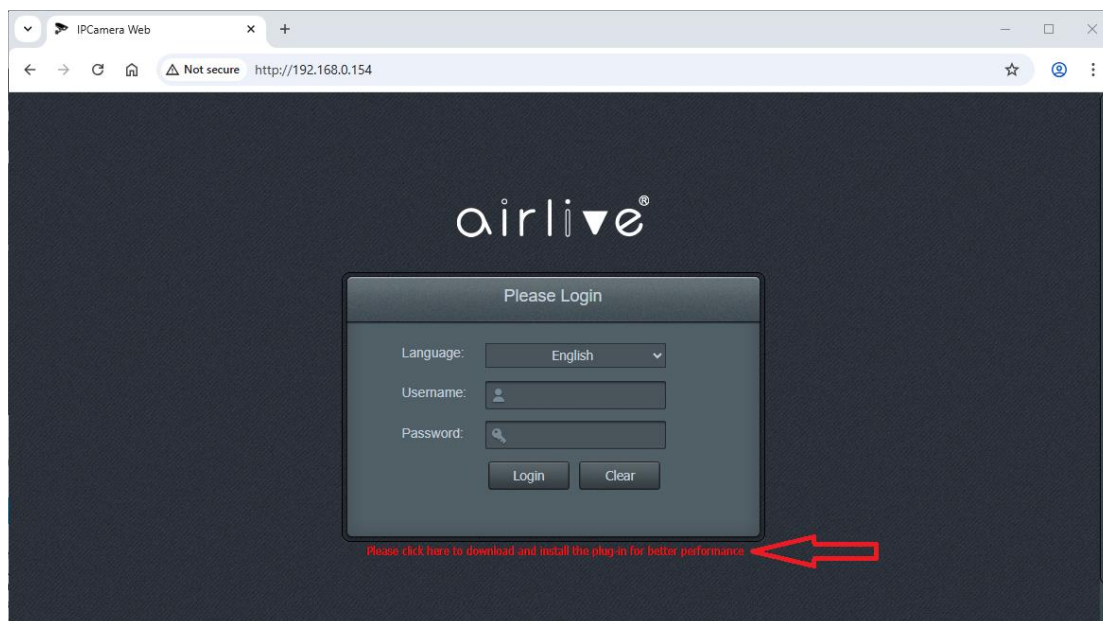 IPCamera Web
Not secure http://192.168.0.154
airlive®
Please Login
Language: English
Username:
Password:
Login Clear
Please click here to download and install the plug-in for better performance